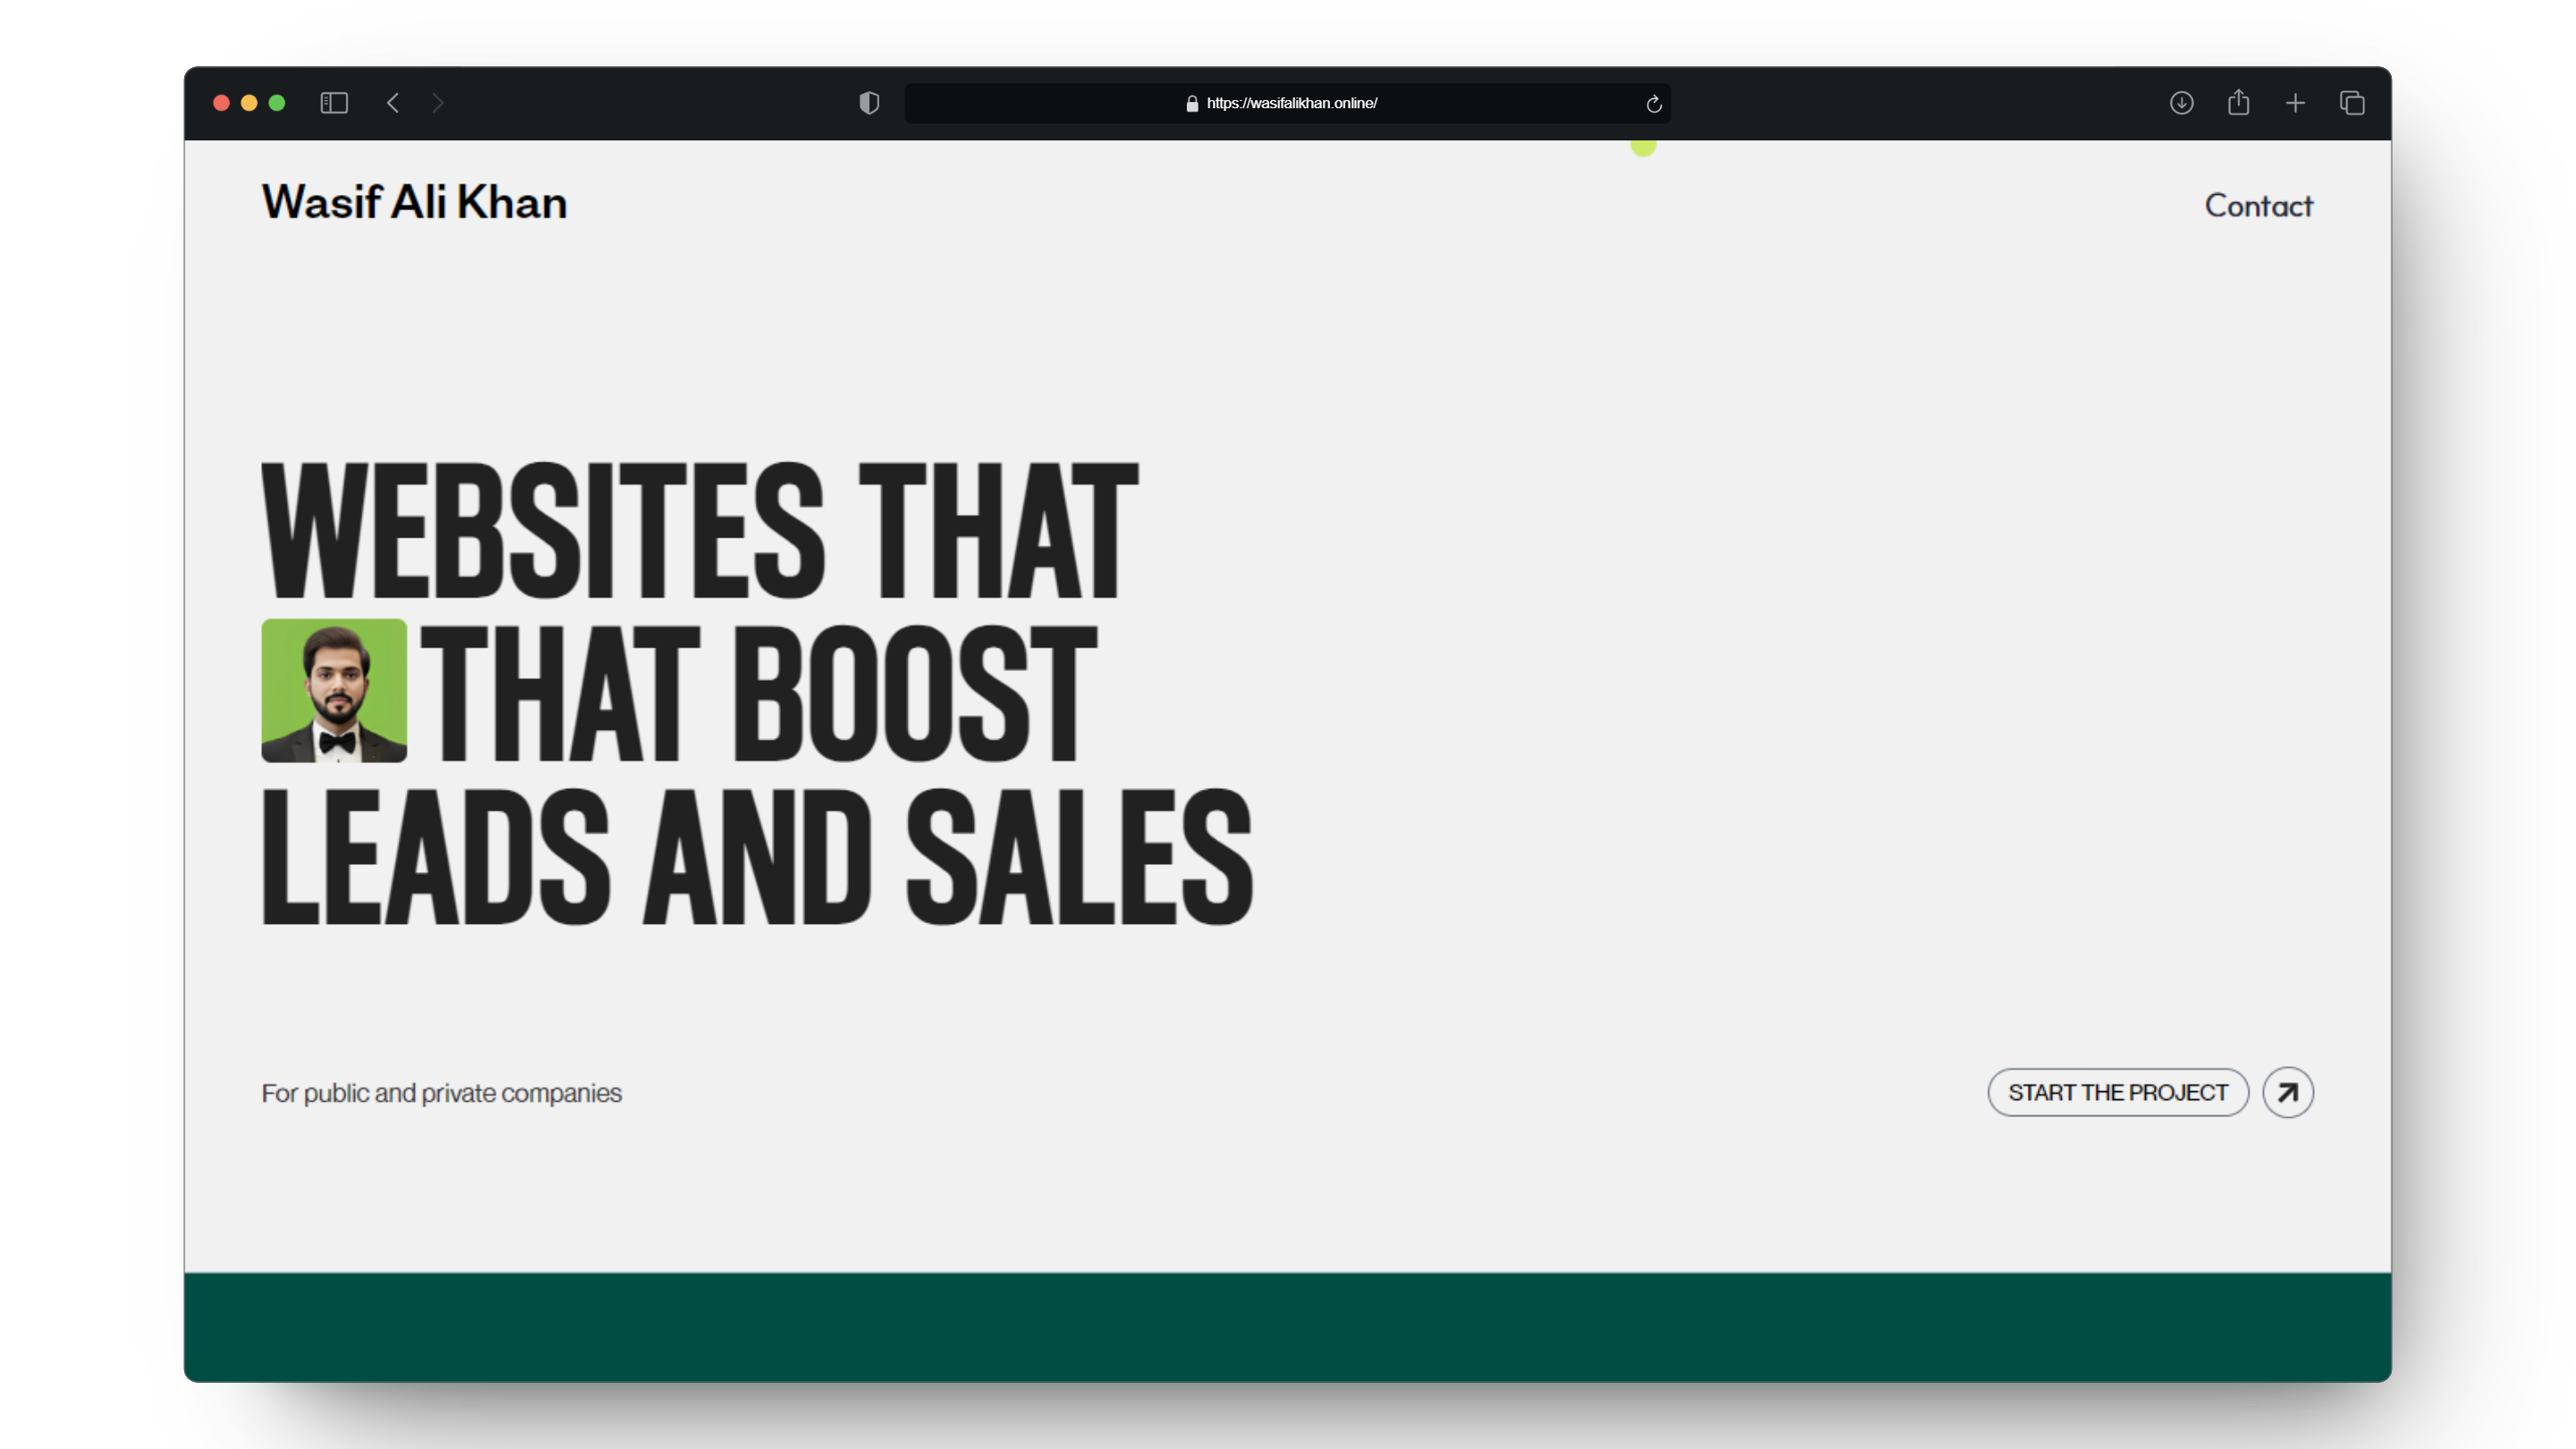 https://wasifalikhan.online/
Wasif Ali Khan
Contact
WEBSITES THAT
THAT BOOST
LEADS AND SALES
For public and private companies
START THE PROJECT